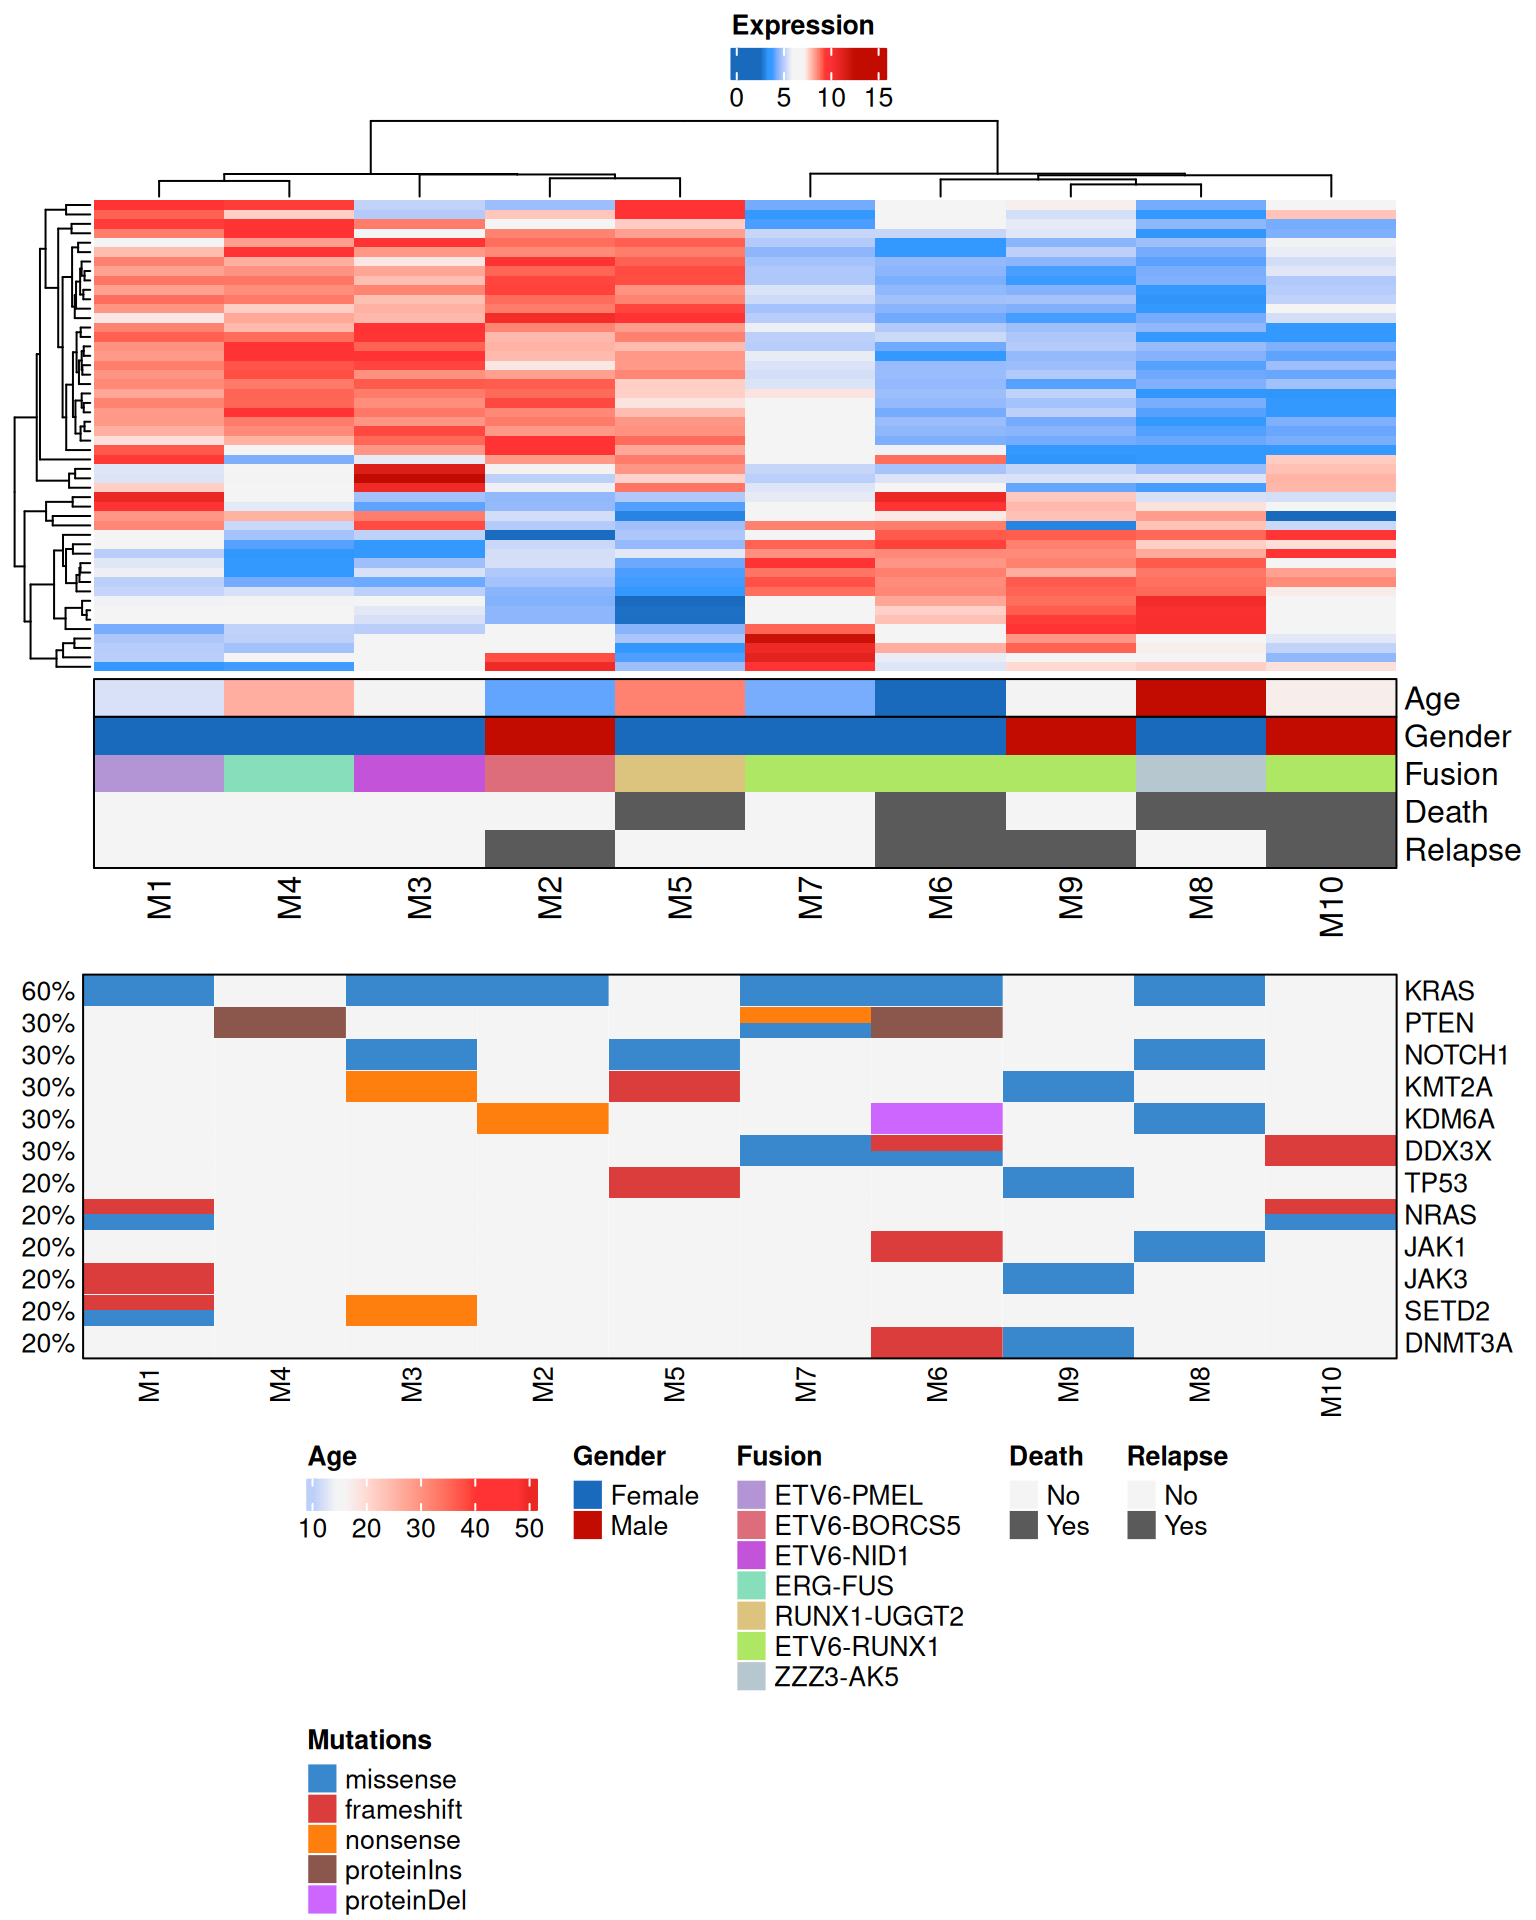 Expression
0 5 10 15
Age
Gender
Fusion
Death
Relapse
M1 M4 M3 M2 M5 M7 M6 M9 M8 M10
60% KRAS
30% PTEN
30% NOTCH1
30% KMT2A
30% KDM6A
30% DDX3X
20% TP53
20% NRAS
20% JAK1
20% JAK3
20% SETD2
20% DNMT3A
M1 M4 M3 M2 M5 M7 M6 M9 M8 M10
Age
10 20 30 40 50
Gender
Female
Male
Fusion
ETV6-PMEL
ETV6-BORCS5
ETV6-NID1
ERG-FUS
RUNX1-UGGT2
ETV6-RUNX1
ZZZ3-AK5
Death
No
Yes
Relapse
No
Yes
Mutations
missense
frameshift
nonsense
proteinIns
proteinDel